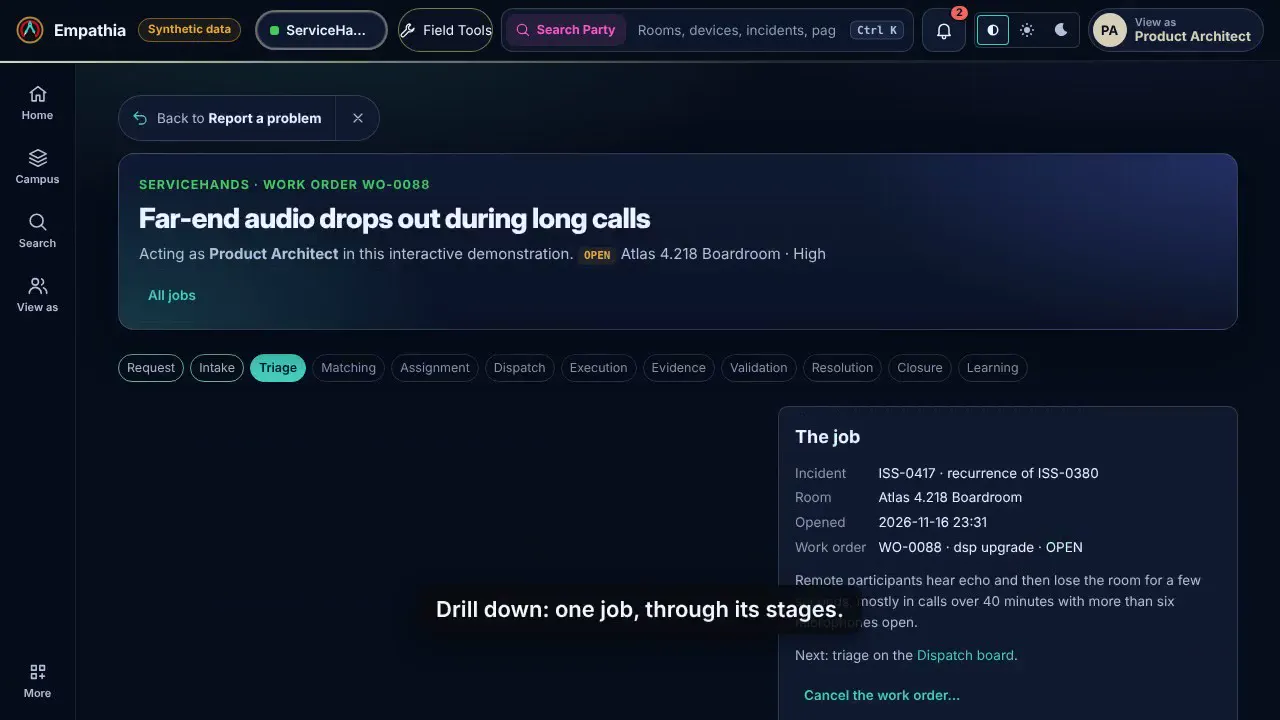 Empathia
Synthetic data
ServiceHa...
Field Tools
Search Party
Rooms, devices, incidents, pag
Ctrl K
2
PA
View as
Product Architect
Home
Campus
Search
View as
More
Back to Report a problem
SERVICEHANDS · WORK ORDER WO-0088
Far-end audio drops out during long calls
Acting as Product Architect in this interactive demonstration. OPEN Atlas 4.218 Boardroom · High
All jobs
Request
Intake
Triage
Matching
Assignment
Dispatch
Execution
Evidence
Validation
Resolution
Closure
Learning
The job
Incident ISS-0417 · recurrence of ISS-0380
Room Atlas 4.218 Boardroom
Opened 2026-11-16 23:31
Work order WO-0088 · dsp upgrade · OPEN
Remote participants hear echo and then lose the room for a few
mostly in calls over 40 minutes with more than six
microphones open.
Next: triage on the Dispatch board.
Cancel the work order...
Drill down: one job, through its stages.